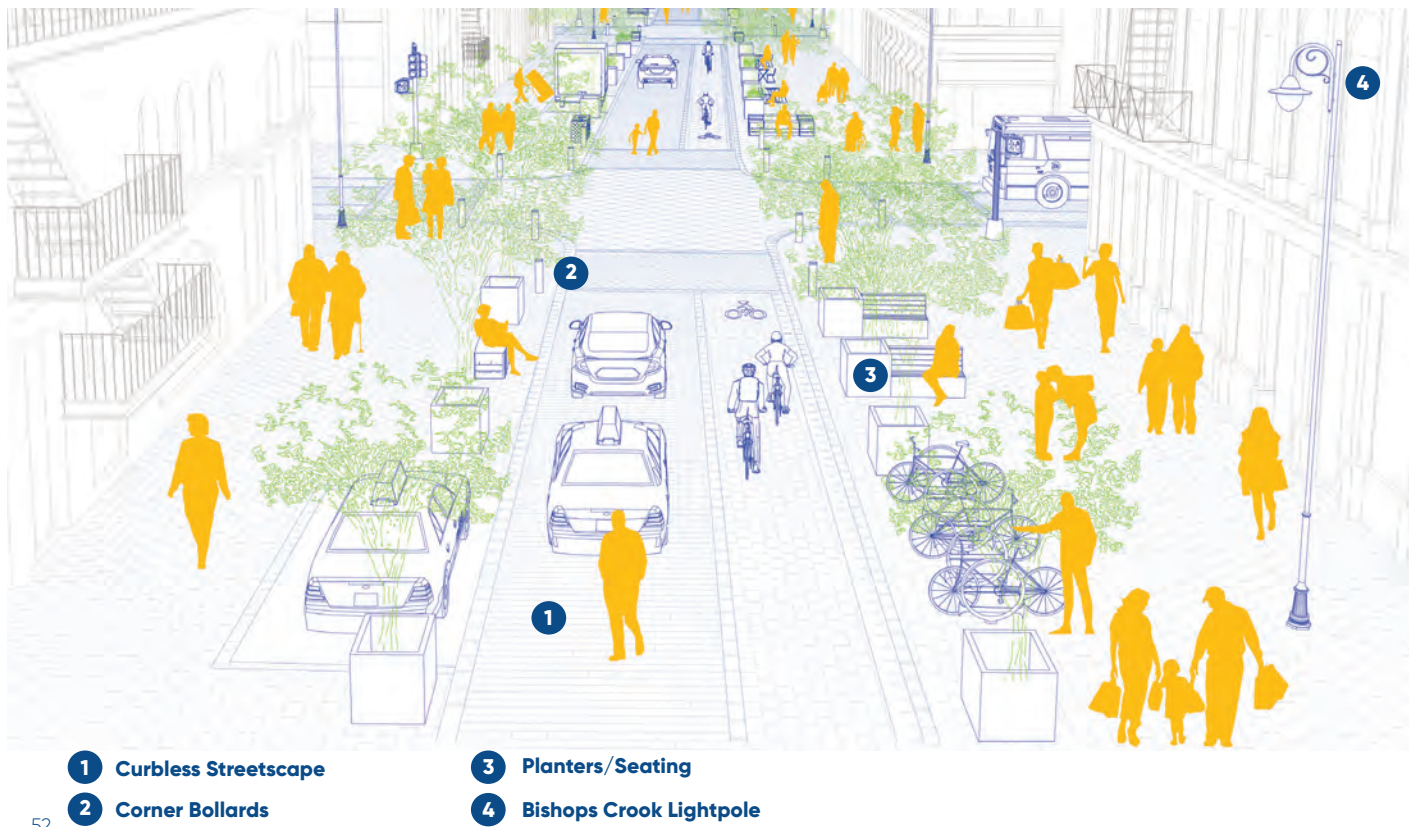 4
2
3
1
1 Curbless Streetscape
2 Corner Bollards
3 Planters/Seating
4 Bishops Crook Lightpole
52